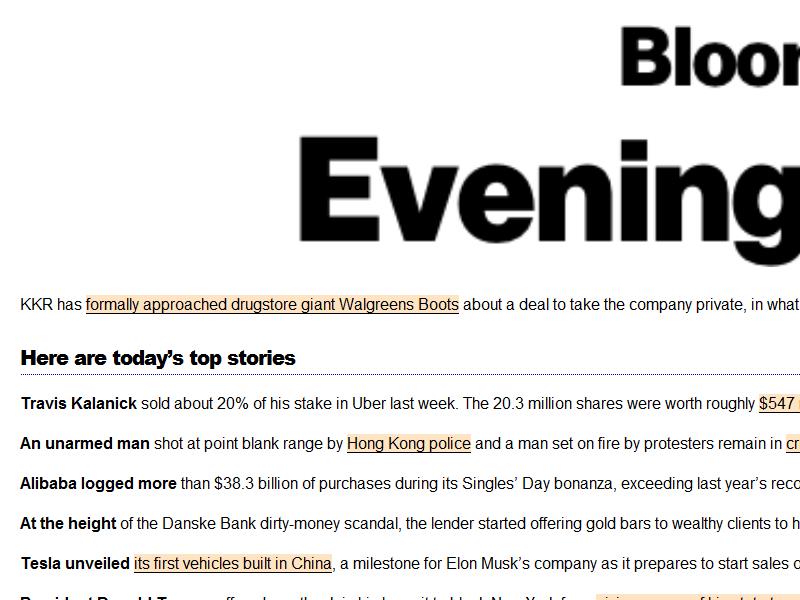 Bloo
Evening
KKR has formally approached drugstore giant Walgreens Boots about a deal to take the company private, in what
Here are today’s top stories
Travis Kalanick sold about 20% of his stake in Uber last week. The 20.3 million shares were worth roughly $547
An unarmed man shot at point blank range by Hong Kong police and a man set on fire by protesters remain in cr
Alibaba logged more than $38.3 billion of purchases during its Singles’ Day bonanza, exceeding last year’s reco
At the height of the Danske Bank dirty-money scandal, the lender started offering gold bars to wealthy clients to h
Tesla unveiled its first vehicles built in China, a milestone for Elon Musk’s company as it prepares to start sales o